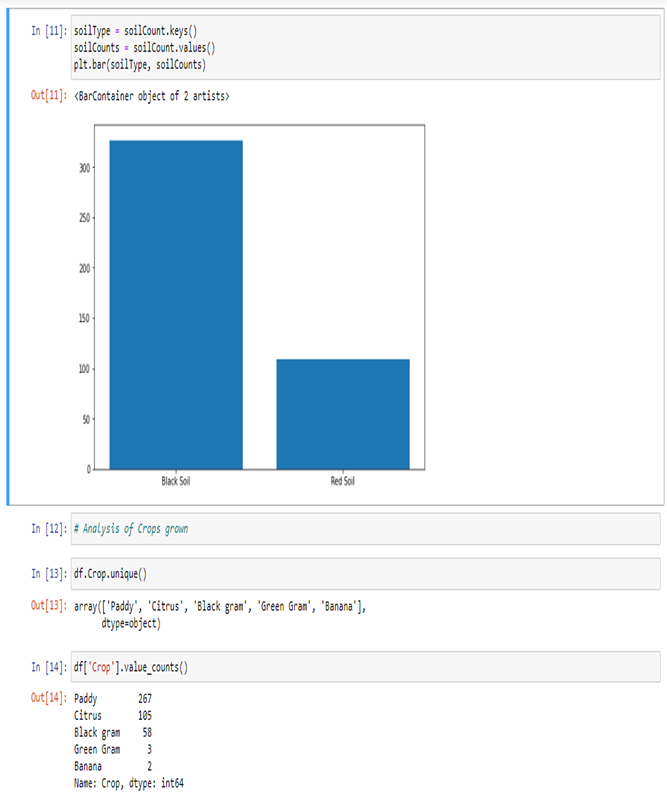 In [11]: soilType = soilCount.keys()
soilCounts = soilCount.values()
plt.bar(soilType, soilCounts)
Out[11]: <BarContainer object of 2 artists>
300
250
200
150
100
50
0
Black Soil Red Soil
In [12]: # Analysis of Crops grown
In [13]: df.Crop.unique()
Out[13]: array(['Paddy', 'Citrus', 'Black gram', 'Green Gram', 'Banana'],
dtype=object)
In [14]: df['Crop'].value_counts()
Out[14]: Paddy 267
Citrus 105
Black gram 58
Green Gram 3
Banana 2
Name: Crop, dtype: int64